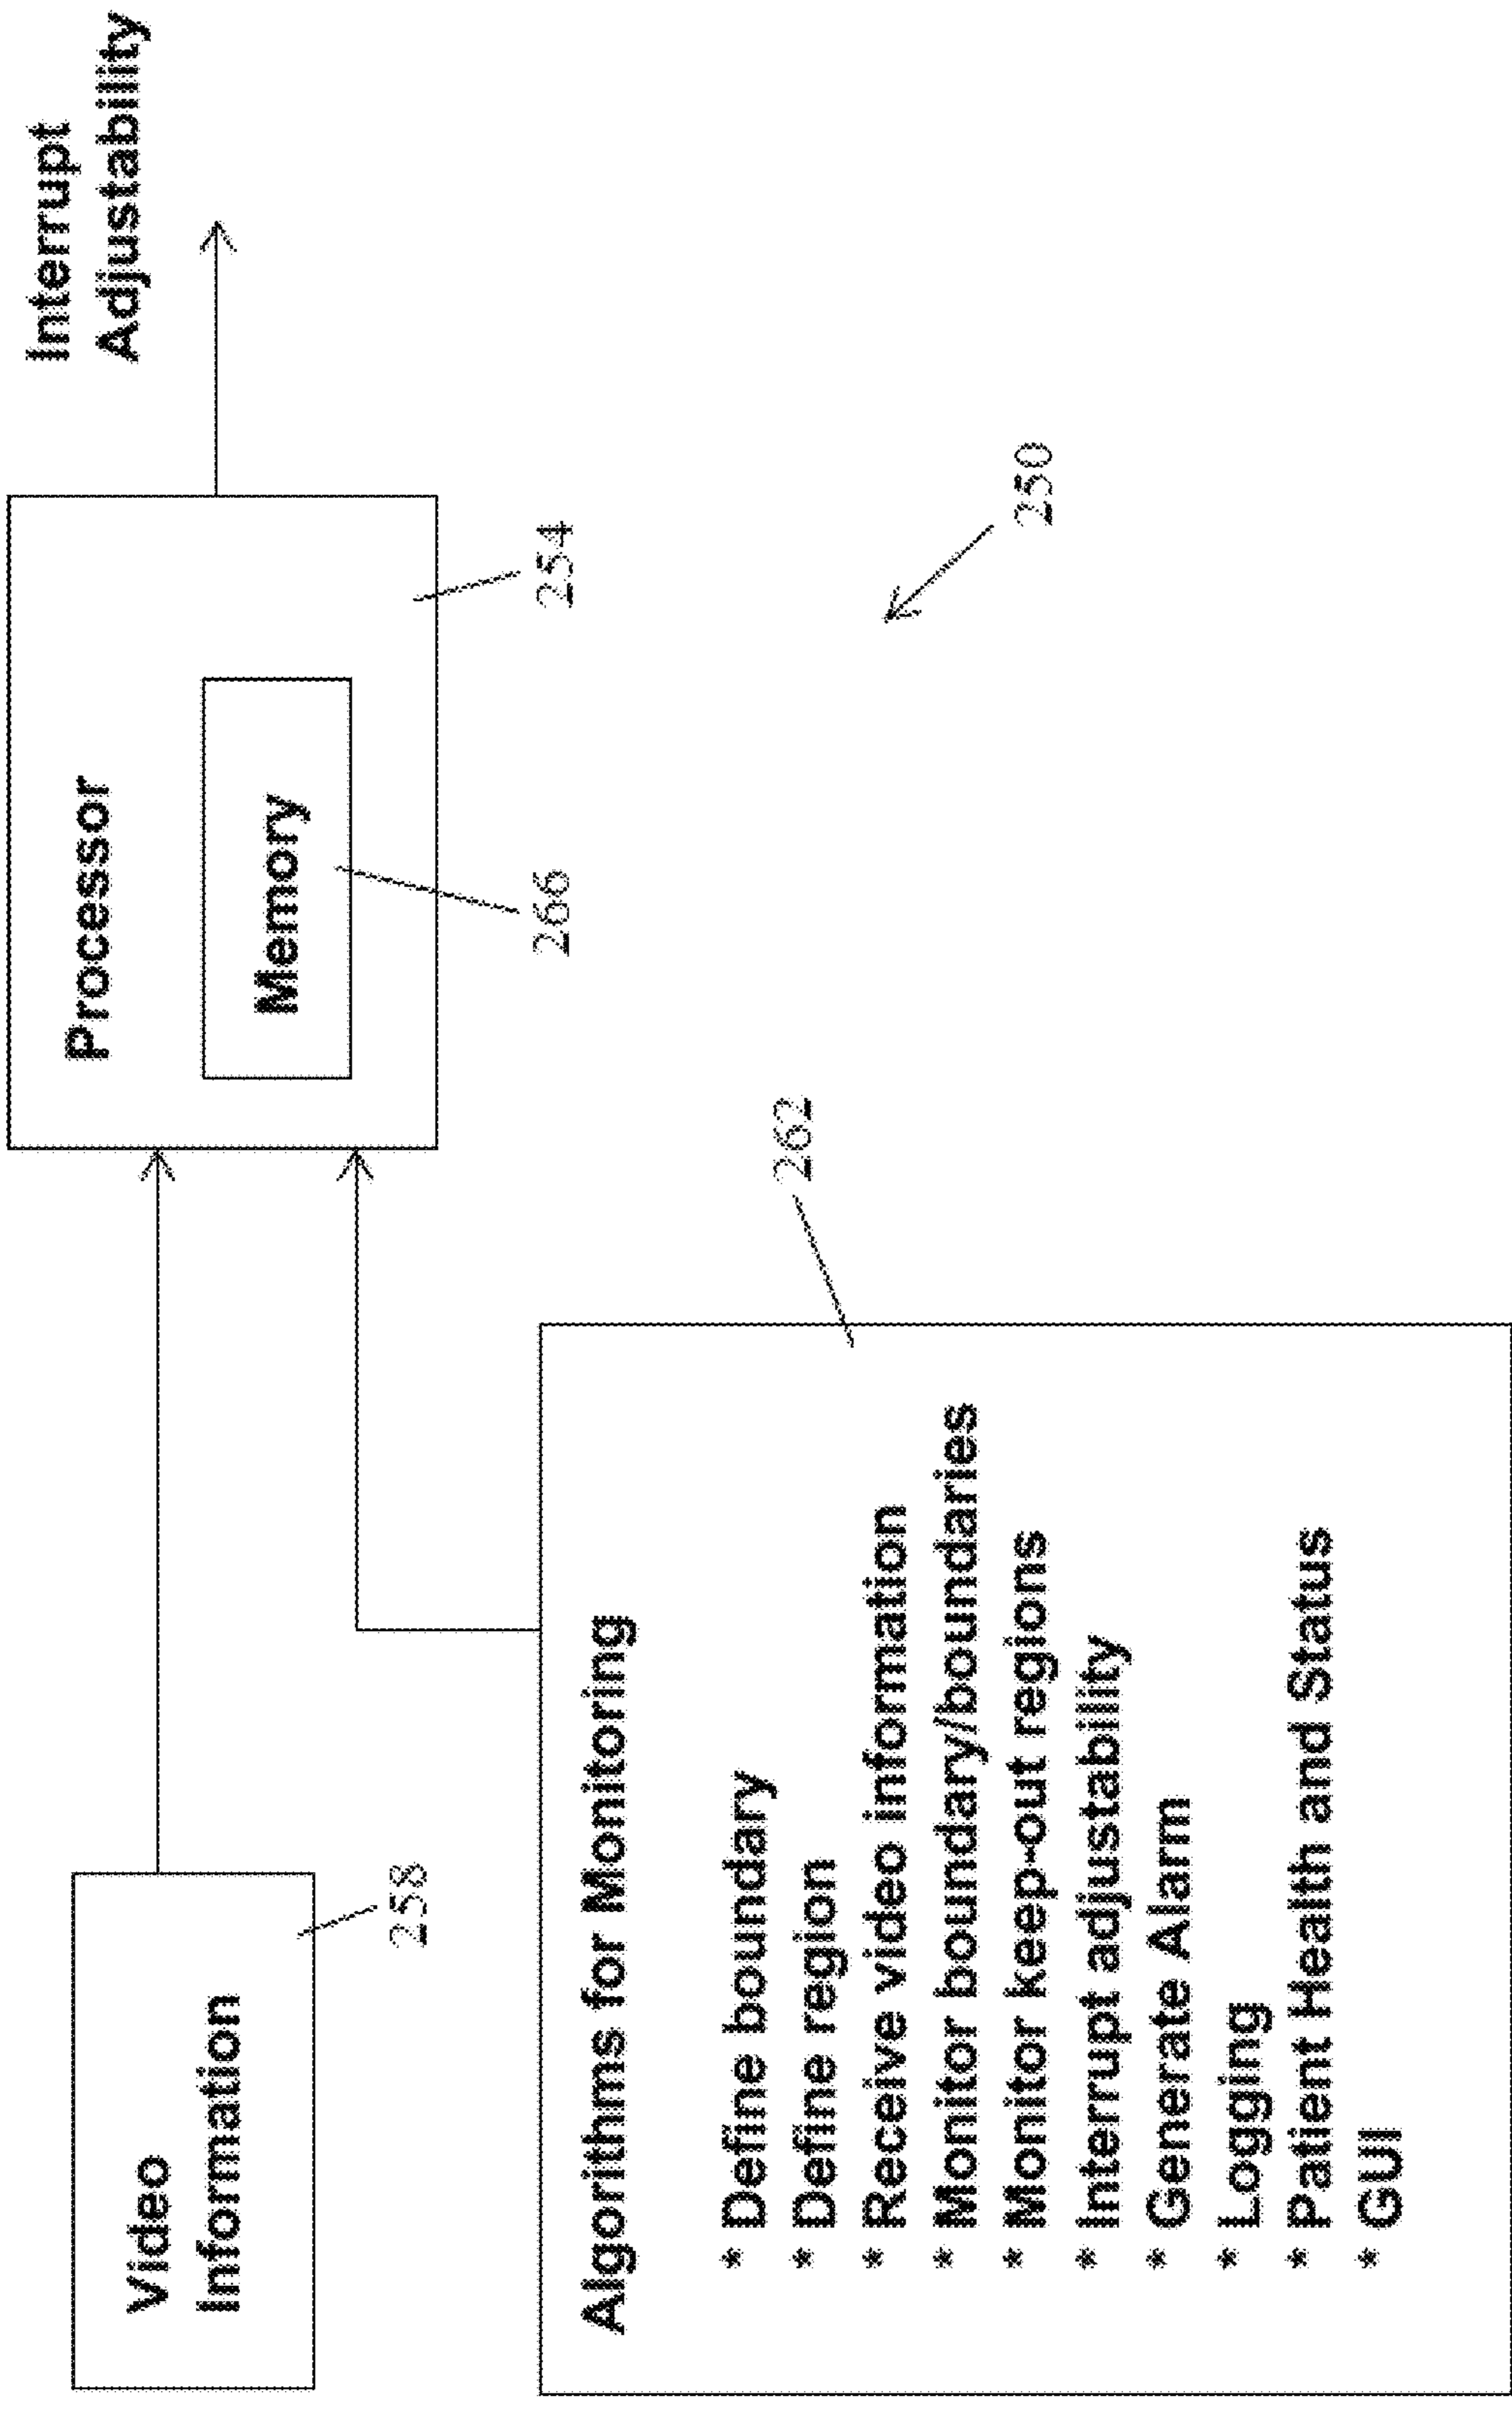 Video
Information
258
Processor
Memory
266
254
Interrupt
Adjustability
Algorithms for Monitoring
* Define boundary
* Define region
* Receive video information
* Monitor boundary/boundaries
* Monitor keep-out regions
* Interrupt adjustability
* Generate Alarm
* Logging
* Patient Health and Status
* GUI
262
250